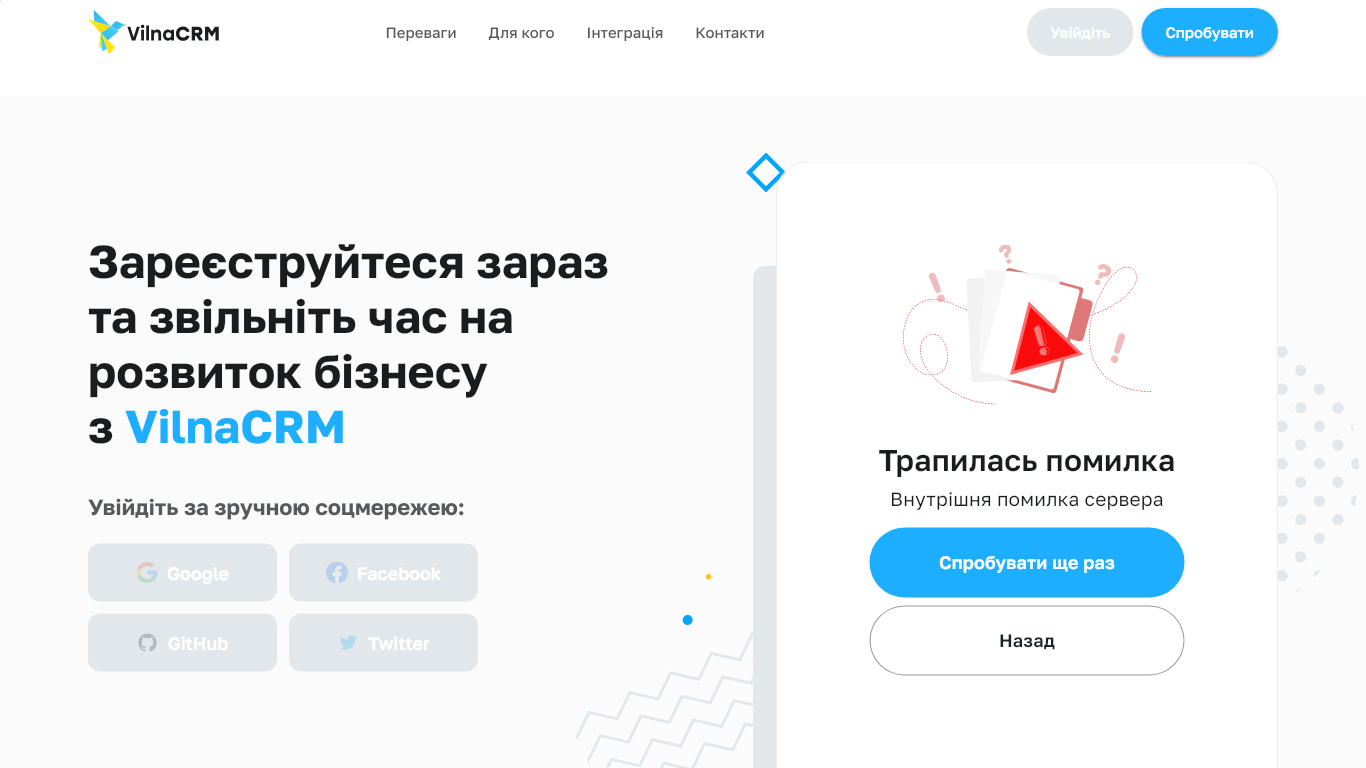 VilnaCRM
Переваги
Для кого
Інтеграція
Контакти
Увійдіть
Спробувати
Зареєструйтеся зараз
та звільніть час на
розвиток бізнесу
з VilnaCRM
Увійдіть за зручною соцмережею:
Google
Facebook
GitHub
Twitter
Трапилась помилка
Внутрішня помилка сервера
Спробувати ще раз
Назад